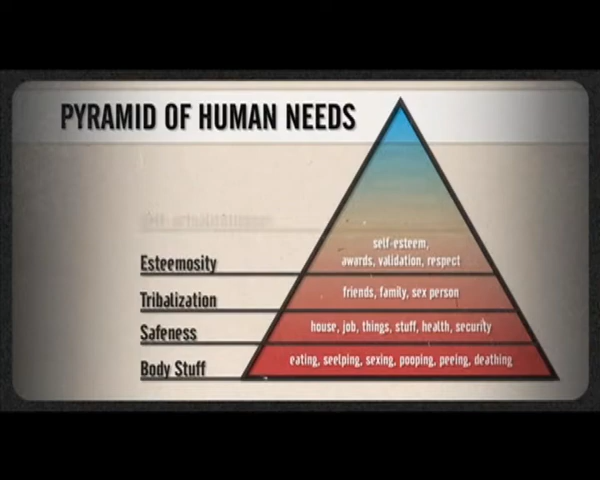 PYRAMID OF HUMAN NEEDS
self-esteem,
awards, validation, respect
Esteemosity
friends, family, sex person
Tribalization
house, job, things, stuff, health, security
Safeness
eating, seelping, sexing, pooping, peeing, deathing
Body Stuff